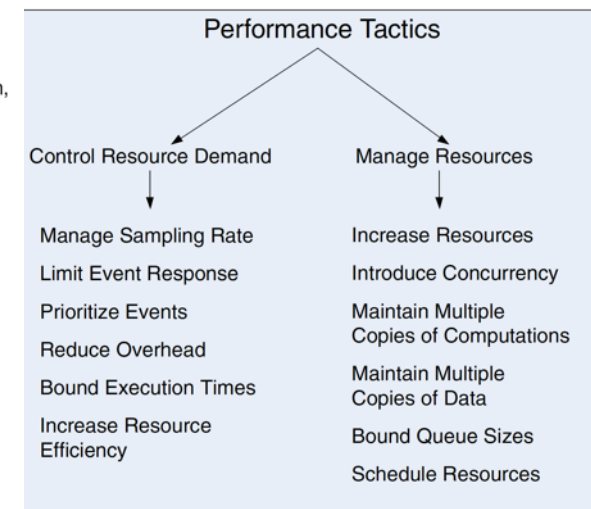 Performance Tactics
Control Resource Demand
Manage Sampling Rate
Limit Event Response
Prioritize Events
Reduce Overhead
Bound Execution Times
Increase Resource
Efficiency
Manage Resources
Increase Resources
Introduce Concurrency
Maintain Multiple
Copies of Computations
Maintain Multiple
Copies of Data
Bound Queue Sizes
Schedule Resources